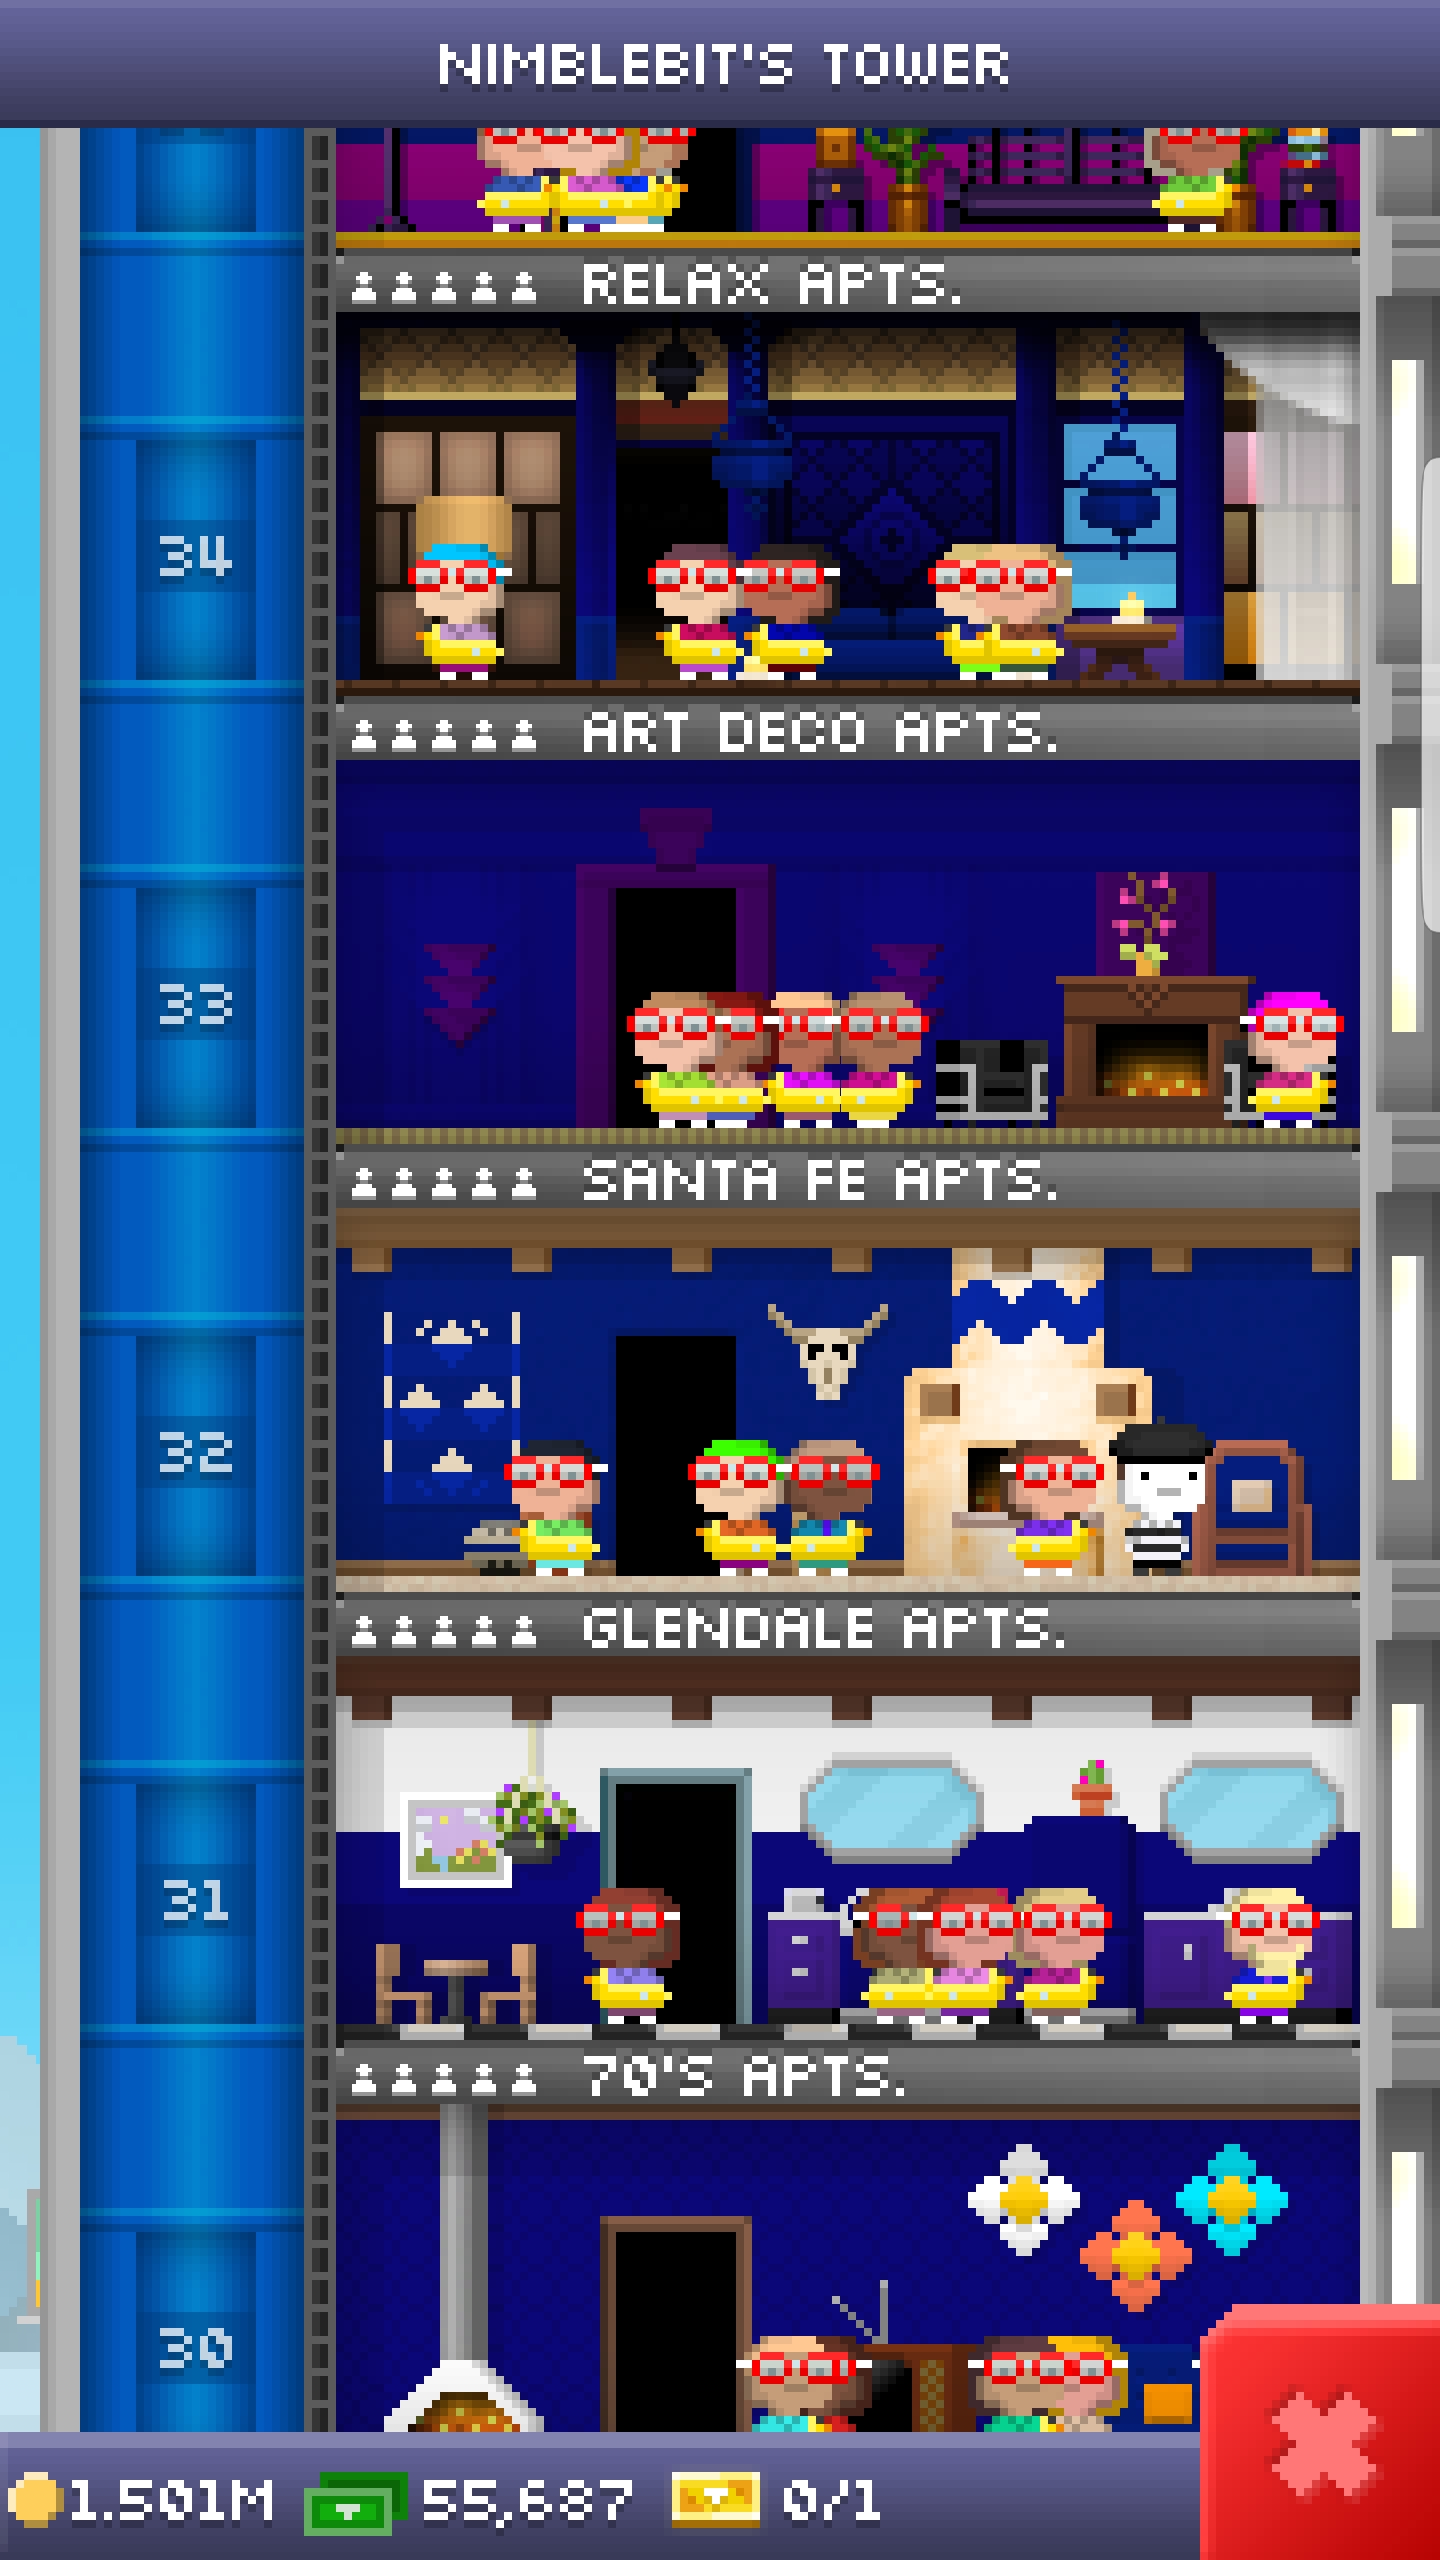 NIMBLEBIT'S TOWER
RELAX APTS.
34
ART DECO APTS.
33
SANTA FE APTS.
32
GLENDALE APTS.
31
70'S APTS.
30
1.501M 55,687 0/1